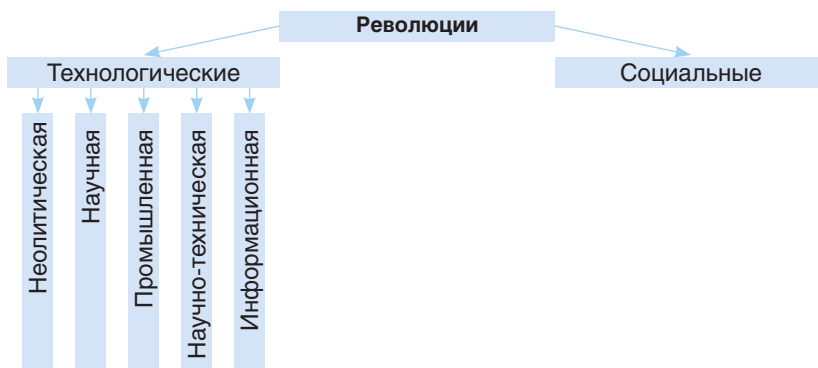 Революции
Технологические
Социальные
Неолитическая
Научная
Промышленная
Научно-техническая
Информационная